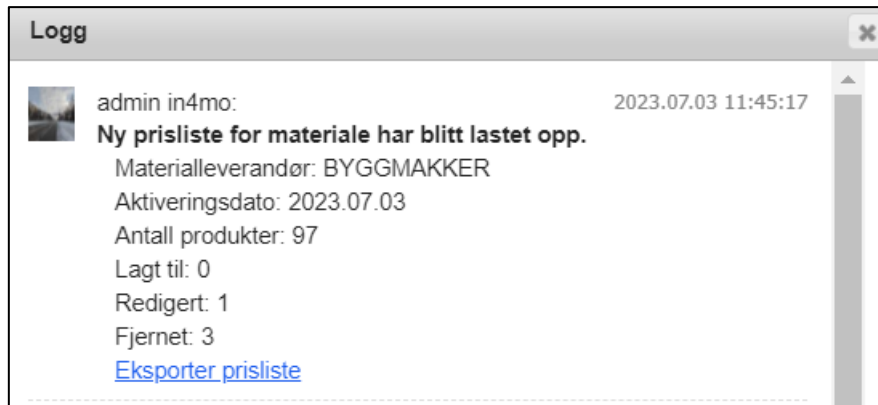 Logg
admin in4mo: 2023.07.03 11:45:17
Ny prisliste for materiale har blitt lastet opp.
Materialleverandør: BYGGMAKKER
Aktiveringsdato: 2023.07.03
Antall produkter: 97
Lagt til: 0
Redigert: 1
Fjernet: 3
Eksporter prisliste